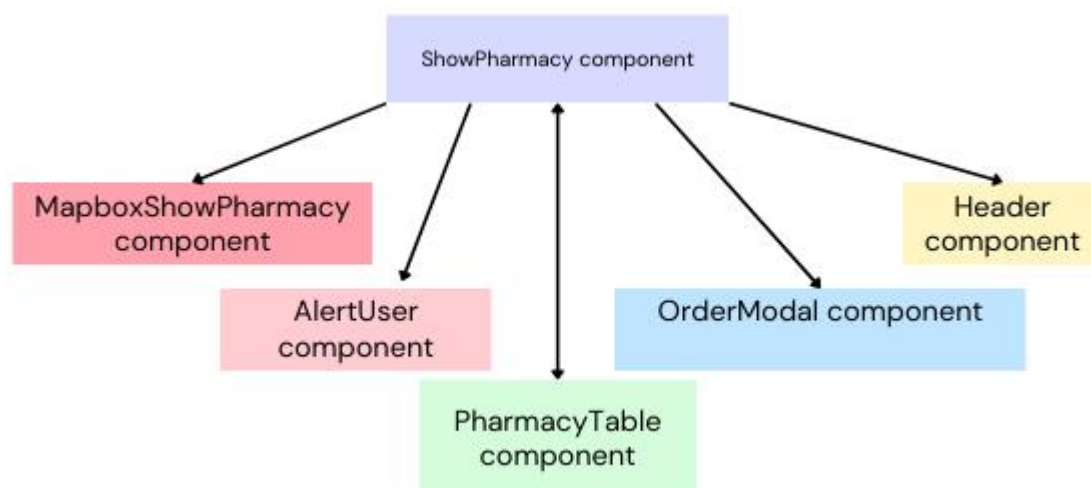 ShowPharmacy component
MapboxShowPharmacy
component
Header
component
AlertUser
component
OrderModal component
PharmacyTable
component